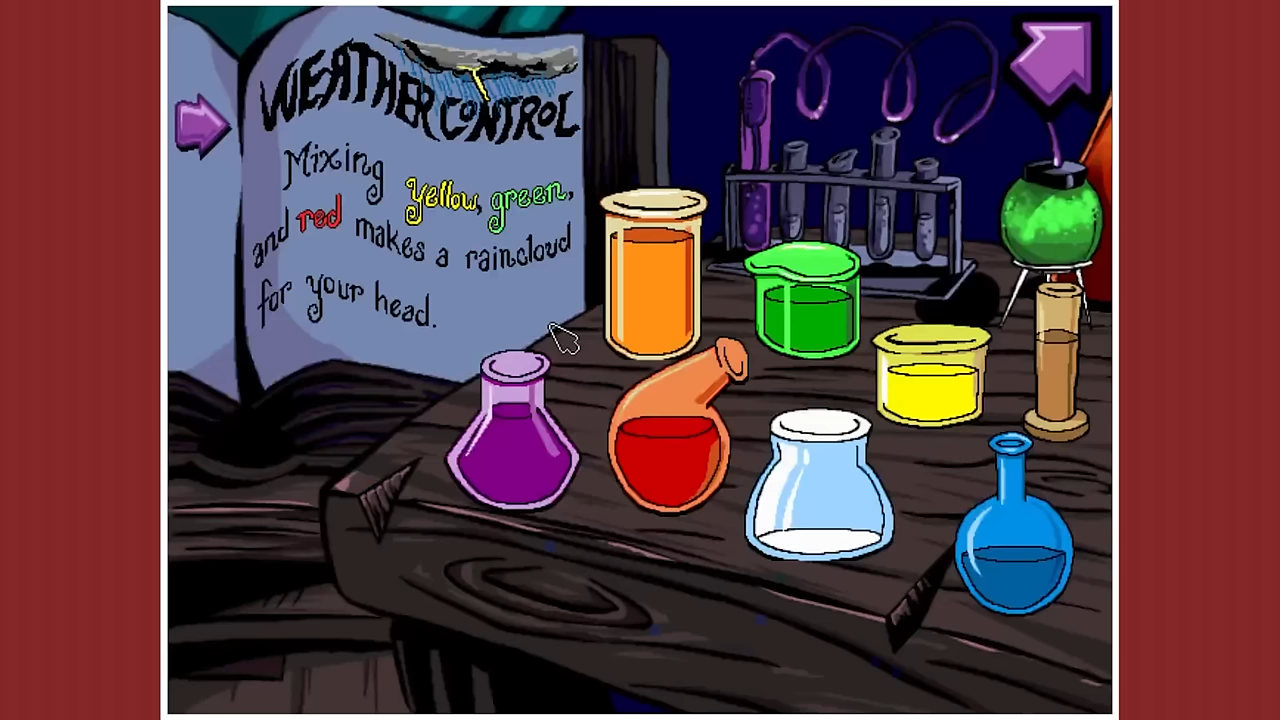 WEATHER CONTROL
Mixing yellow, green,
and red makes a raincloud
for your head.